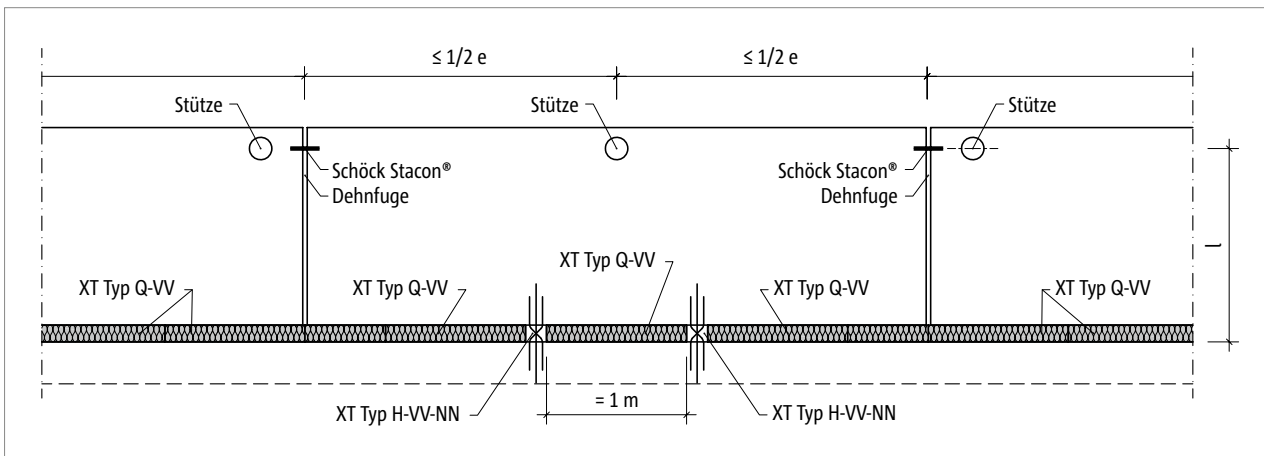 ≤ 1/2 e
≤ 1/2 e
Stütze
Stütze
Schöck Stacon®
Dehnfuge
Schöck Stacon®
Dehnfuge
l
XT Typ Q-VV
XT Typ Q-VV
XT Typ Q-VV
XT Typ Q-VV
XT Typ Q-VV
XT Typ H-VV-NN
= 1 m
XT Typ H-VV-NN